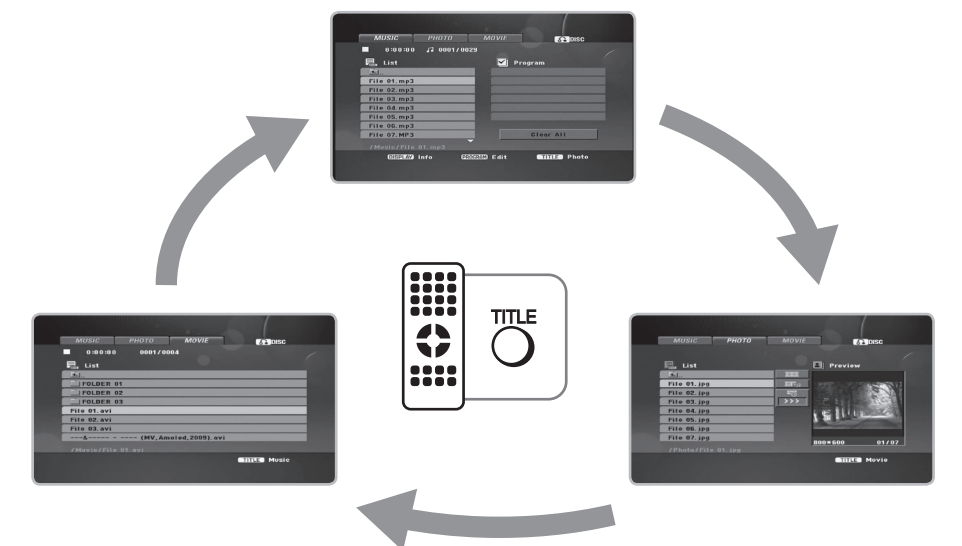 MUSIC PHOTO MOVIE DISC
0:00:00 0001/0029
List Program
..
File 01.mp3
File 02.mp3
File 03.mp3
File 04.mp3
File 05.mp3
File 06.mp3
File 07.MP3
Clear All
/Music/File 01.mp3
DISPLAY Info PROGRAM Edit TITLE Photo
TITLE
MUSIC PHOTO MOVIE DISC
0:00:00 0001/0004
List
..
FOLDER 01
FOLDER 02
FOLDER 03
File 01.avi
File 02.avi
File 03.avi
---&----- - ---- (MV,Amoled,2009).avi
/Movie/File 01.avi
TITLE Music
MUSIC PHOTO MOVIE DISC
List Preview
..
File 01.jpg
File 02.jpg
File 03.jpg
File 04.jpg
File 05.jpg
File 06.jpg
File 07.jpg
>>>
800*600 01/07
/Photo/File 01.jpg
TITLE Movie